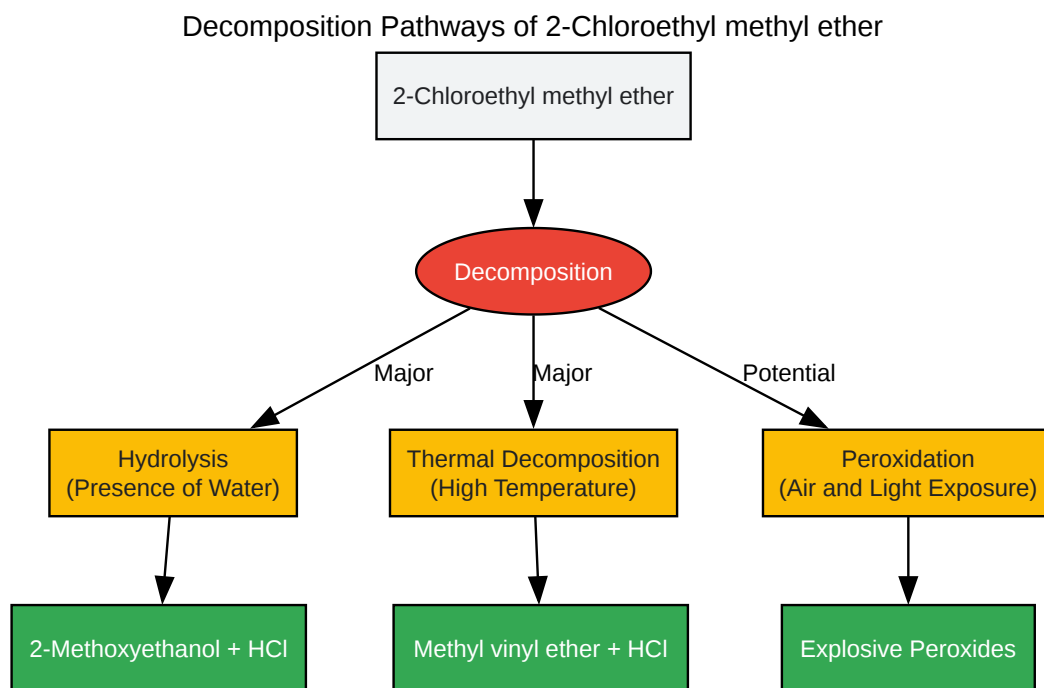 Decomposition Pathways of 2-Chloroethyl methyl ether
2-Chloroethyl methyl ether
Decomposition
Major
Major
Potential
Hydrolysis
(Presence of Water)
Thermal Decomposition
(High Temperature)
Peroxidation
(Air and Light Exposure)
2-Methoxyethanol + HCl
Methyl vinyl ether + HCl
Explosive Peroxides